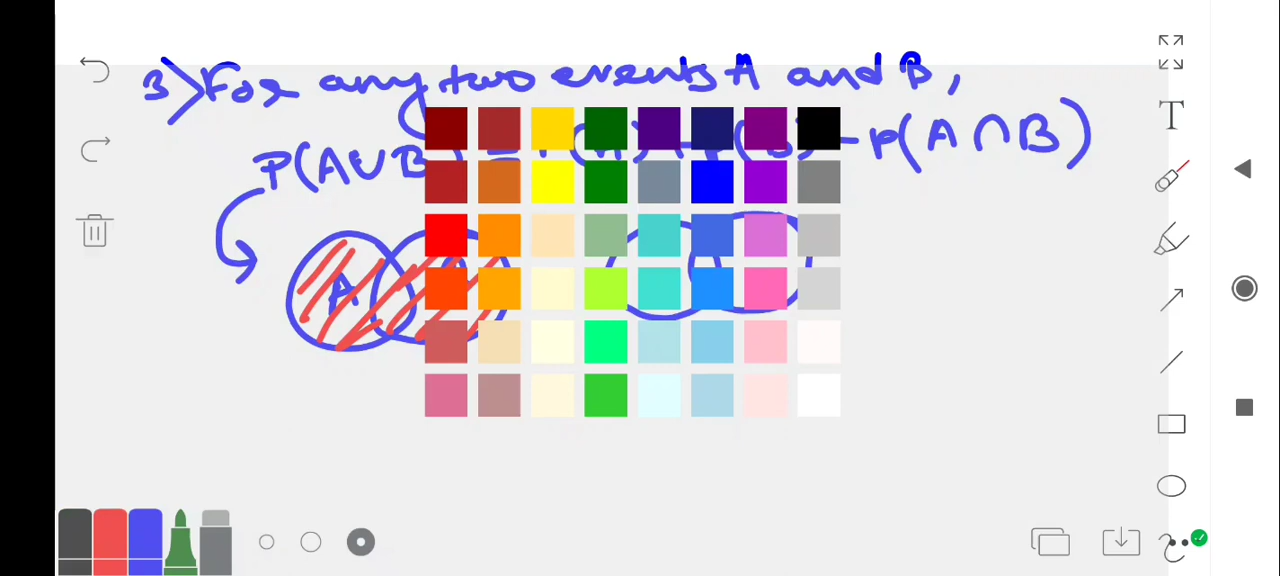 3) For any two events A and B,
P(A∪B) = P(A) + P(B) - P(A∩B)
A
T